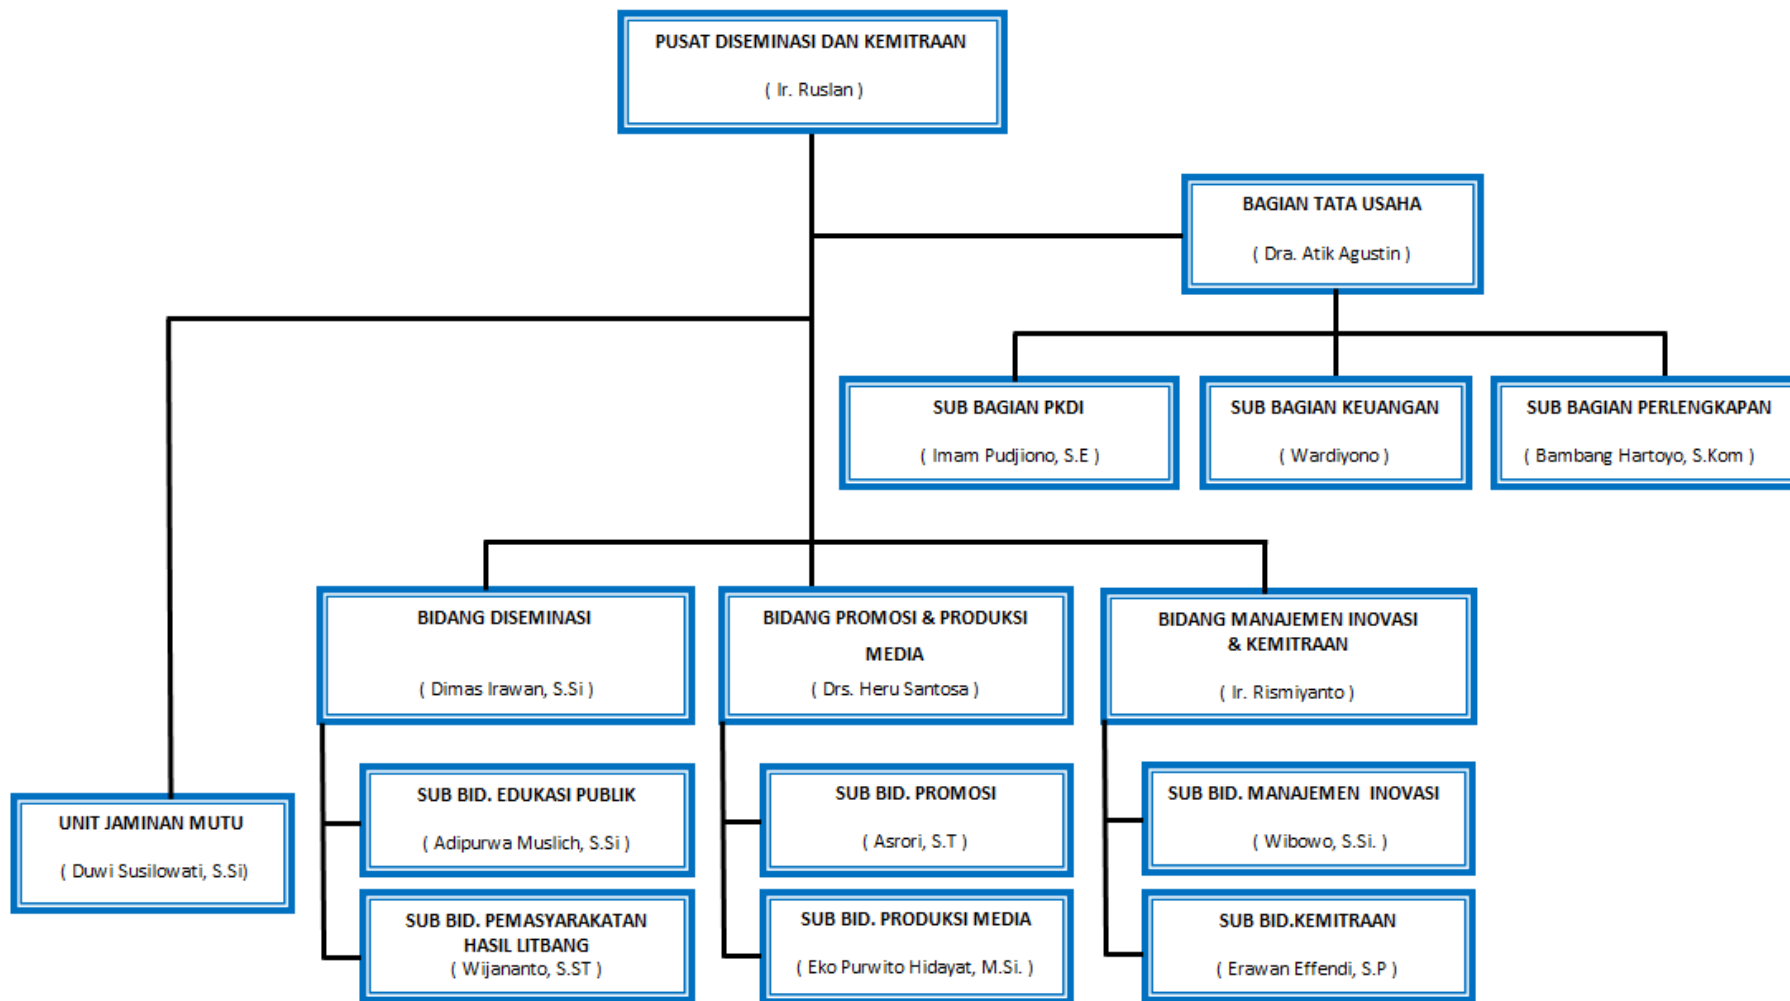 PUSAT DISEMINASI DAN KEMITRAAN
( Ir. Ruslan )
BAGIAN TATA USAHA
( Dra. Atik Agustin )
SUB BAGIAN PKDI
( Imam Pudjiono, S.E )
SUB BAGIAN KEUANGAN
( Wardiyono )
SUB BAGIAN PERLENGKAPAN
( Bambang Hartoyo, S.Kom )
BIDANG DISEMINASI
( Dimas Irawan, S.Si )
BIDANG PROMOSI & PRODUKSI
MEDIA
( Drs. Heru Santosa )
BIDANG MANAJEMEN INOVASI
& KEMITRAAN
( Ir. Rismiyanto )
UNIT JAMINAN MUTU
( Duwi Susilowati, S.Si)
SUB BID. EDUKASI PUBLIK
( Adipurwa Muslich, S.Si )
SUB BID. PEMASYARAKATAN
HASIL LITBANG
( Wijananto, S.ST )
SUB BID. PROMOSI
( Asrori, S.T )
SUB BID. PRODUKSI MEDIA
( Eko Purwito Hidayat, M.Si. )
SUB BID. MANAJEMEN  INOVASI
( Wibowo, S.Si. )
SUB BID.KEMITRAAN
( Erawan Effendi, S.P )